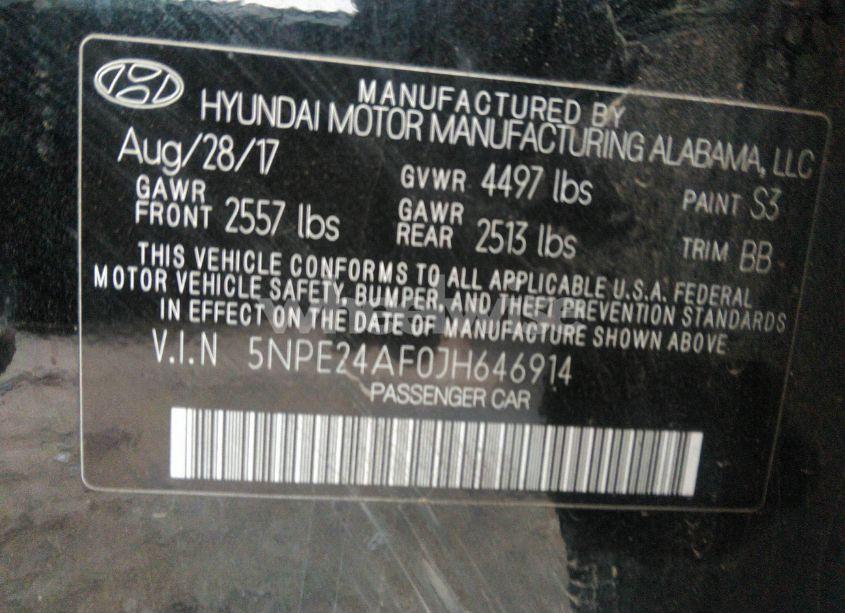 MANUFACTURED BY
HYUNDAI MOTOR MANUFACTURING ALABAMA, LLC
Aug/28/17 GVWR 4497 lbs PAINT S3
GAWR FRONT 2557 lbs GAWR REAR 2513 lbs TRIM BB
THIS VEHICLE CONFORMS TO ALL APPLICABLE U.S.A. FEDERAL
MOTOR VEHICLE SAFETY, BUMPER, AND THEFT PREVENTION STANDARDS
IN EFFECT ON THE DATE OF MANUFACTURE SHOWN ABOVE.
V.I.N 5NPE24AF0JH646914
PASSENGER CAR